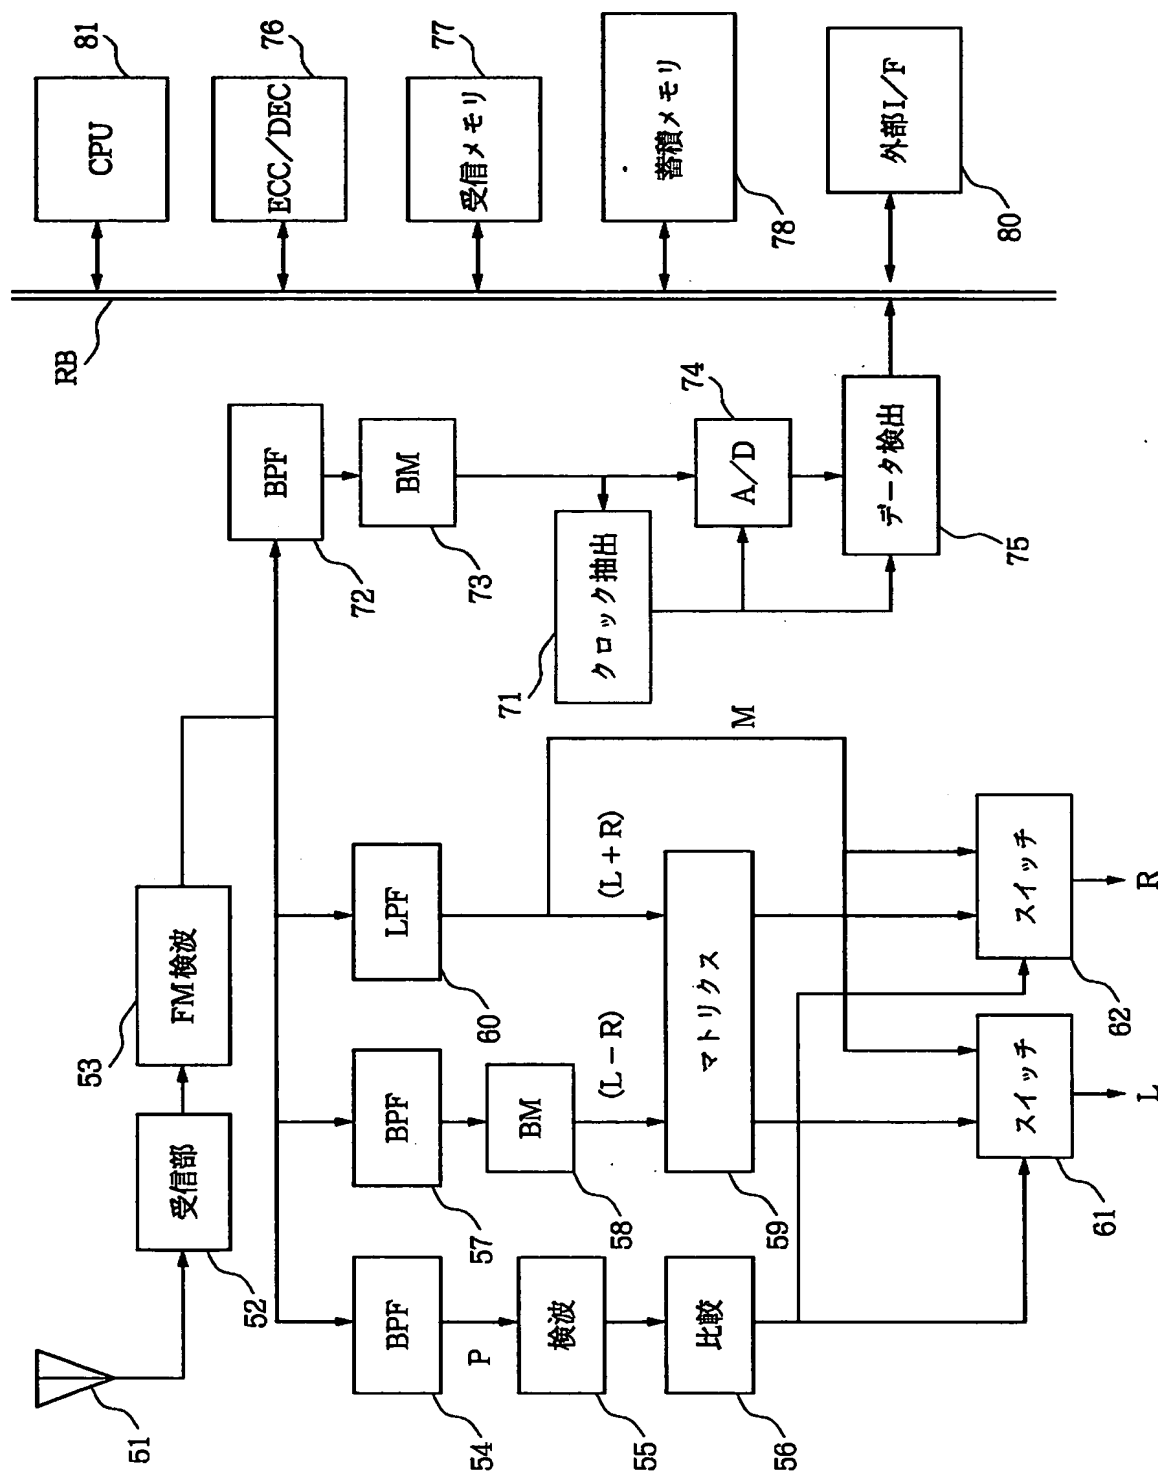 51
受信部
52
FM検波
53
BPF
54
P
検波
55
比較
56
BPF
57
BM
58
(L-R)
LPF
60
(L+R)
M
マトリクス
59
スイッチ
61
L
スイッチ
62
R
BPF
72
BM
73
クロック抽出
71
A/D
74
データ検出
75
RB
CPU
81
ECC/DEC
76
受信メモリ
77
蓄積メモリ
78
外部I/F
80